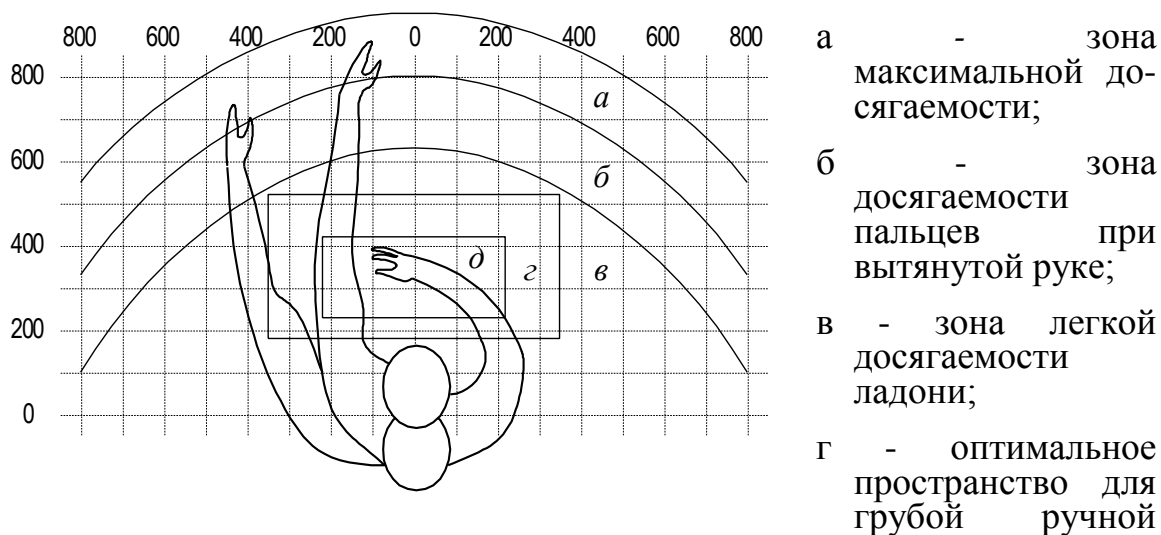 800 600 400 200 0 200 400 600 800
800
600
400
200
0
а
б
в
г
д
а - зона
максимальной до-
сягаемости;
б - зона
досягаемости
пальцев при
вытянутой руке;
в - зона легкой
досягаемости
ладони;
г - оптимальное
пространство для
грубой ручной